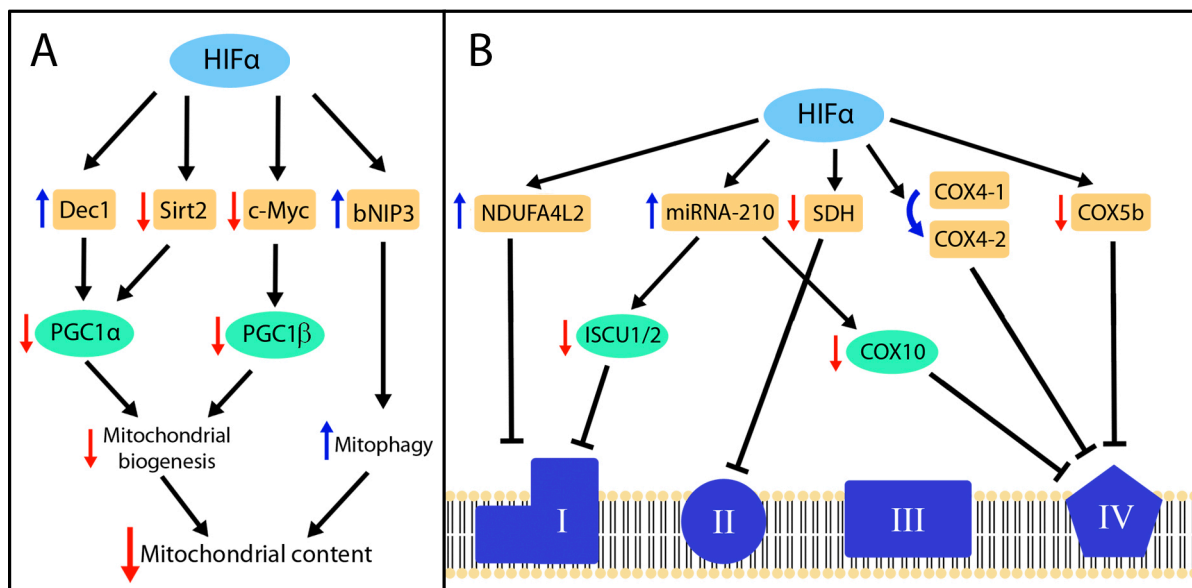 A
HIFα
Dec1
Sirt2
c-Myc
bNIP3
PGC1α
PGC1β
Mitochondrial
biogenesis
Mitophagy
Mitochondrial content
B
HIFα
NDUFA4L2
miRNA-210
SDH
COX4-1
COX4-2
COX5b
ISCU1/2
COX10
I
II
III
IV